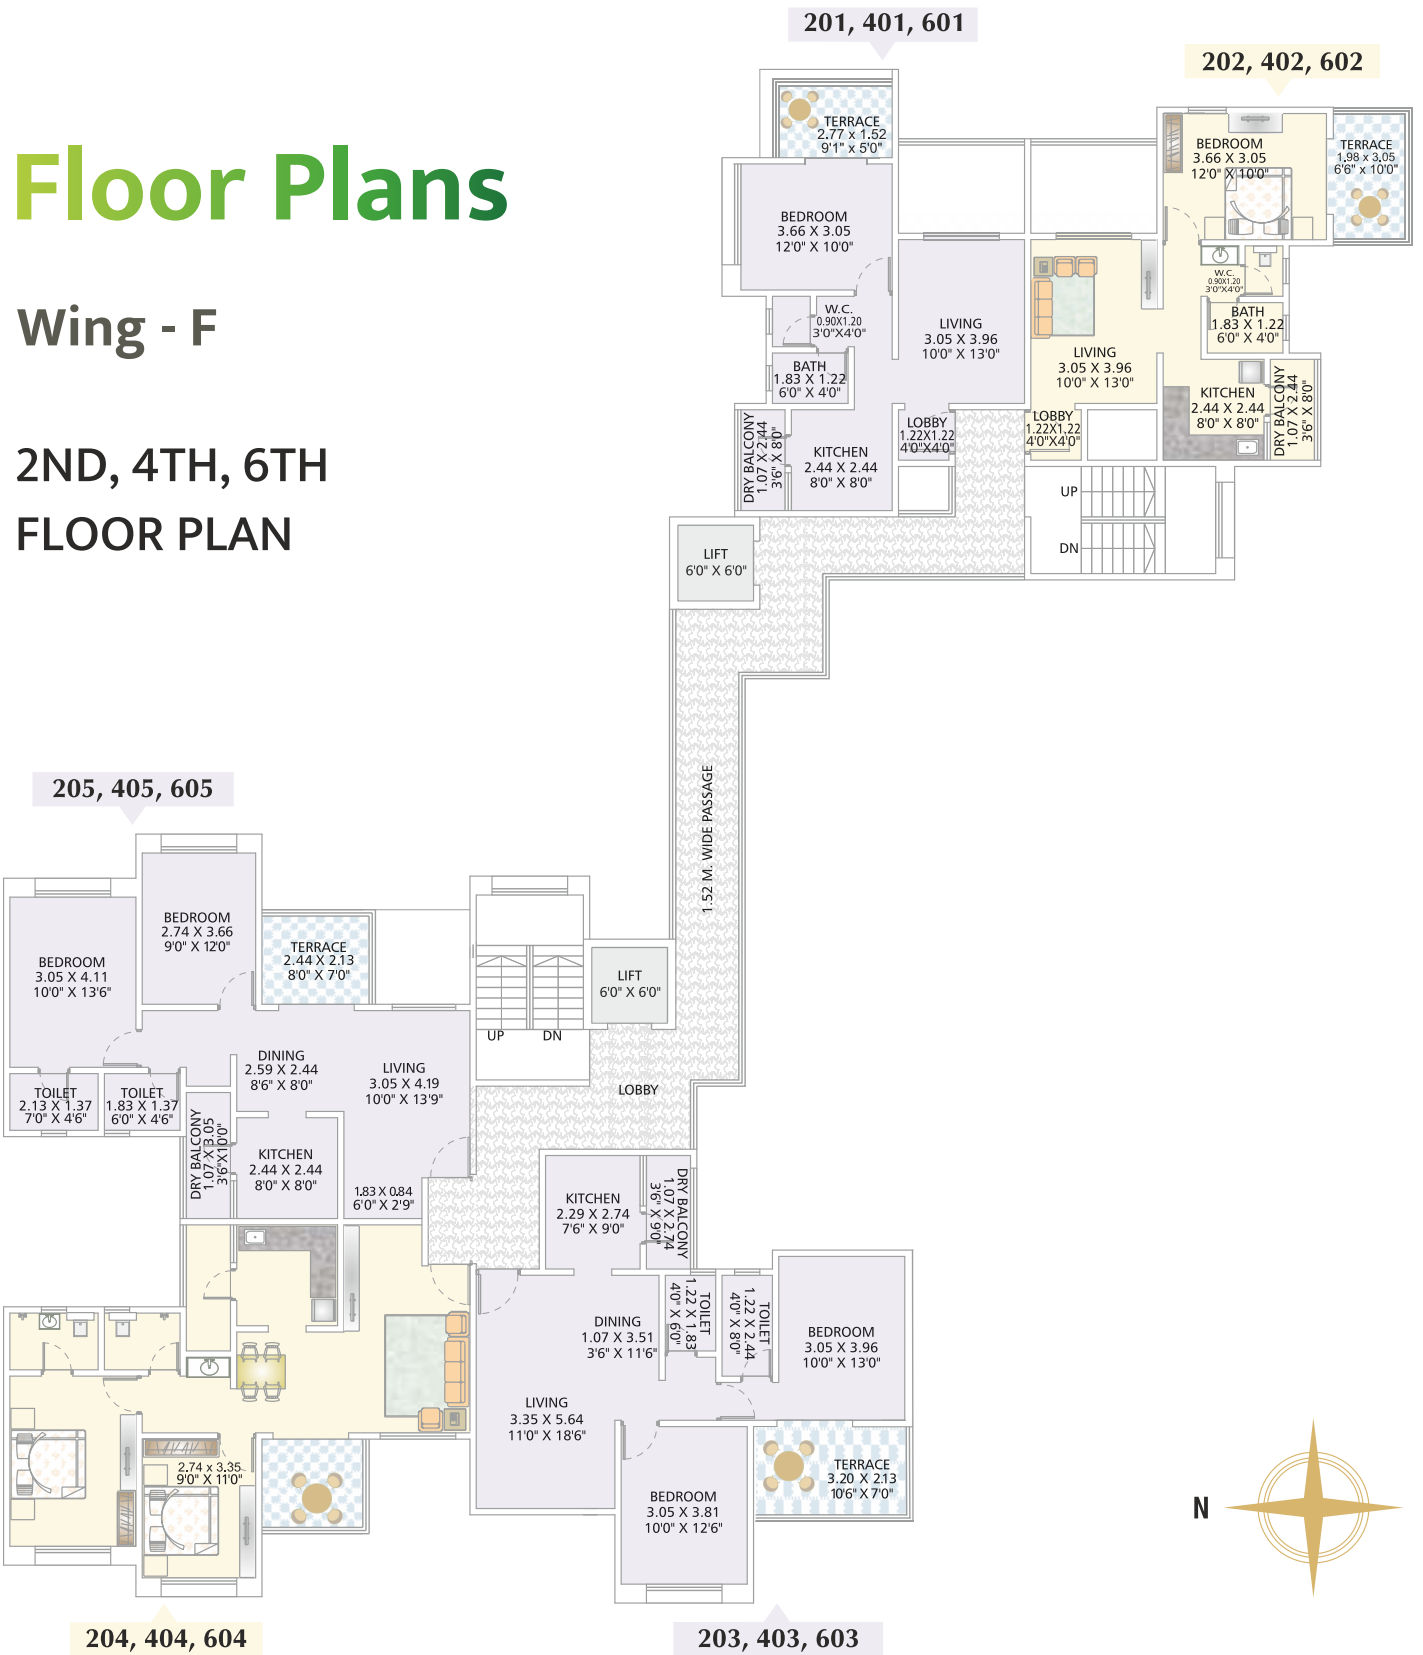 201, 401, 601
202, 402, 602
Floor Plans
Wing - F
2ND, 4TH, 6TH
FLOOR PLAN
TERRACE
2.77 x 1.52
9'1" x 5'0"
BEDROOM
3.66 X 3.05
12'0" X 10'0"
W.C.
0.90X1.20
3'0"X4'0"
BATH
1.83 X 1.22
6'0" X 4'0"
LIVING
3.05 X 3.96
10'0" X 13'0"
DRY BALCONY
1.07 X 2.44
3'6" X 8'0"
KITCHEN
2.44 X 2.44
8'0" X 8'0"
LOBBY
1.22X1.22
4'0"X4'0"
BEDROOM
3.66 X 3.05
12'0" X 10'0"
TERRACE
1.98 x 3.05
6'6" x 10'0"
W.C.
0.90X1.20
3'0"X4'0"
BATH
1.83 X 1.22
6'0" X 4'0"
LIVING
3.05 X 3.96
10'0" X 13'0"
KITCHEN
2.44 X 2.44
8'0" X 8'0"
DRY BALCONY
1.07 X 2.44
3'6" X 8'0"
LOBBY
1.22X1.22
4'0"X4'0"
UP
DN
LIFT
6'0" X 6'0"
1.52 M. WIDE PASSAGE
205, 405, 605
BEDROOM
2.74 X 3.66
9'0" X 12'0"
BEDROOM
3.05 X 4.11
10'0" X 13'6"
TERRACE
2.44 X 2.13
8'0" X 7'0"
LIFT
6'0" X 6'0"
UP
DN
DINING
2.59 X 2.44
8'6" X 8'0"
LIVING
3.05 X 4.19
10'0" X 13'9"
LOBBY
TOILET
2.13 X 1.37
7'0" X 4'6"
TOILET
1.83 X 1.37
6'0" X 4'6"
DRY BALCONY
1.07 X 3.05
3'6"X10'0"
KITCHEN
2.44 X 2.44
8'0" X 8'0"
1.83 X 0.84
6'0" X 2'9"
KITCHEN
2.29 X 2.74
7'6" X 9'0"
DRY BALCONY
1.07 X 2.74
3'6" X 9'0"
DINING
1.07 X 3.51
3'6" X 11'6"
TOILET
1.22 X 1.83
4'0" X 6'0"
TOILET
1.22 X 2.44
4'0" X 8'0"
BEDROOM
3.05 X 3.96
10'0" X 13'0"
LIVING
3.35 X 5.64
11'0" X 18'6"
2.74 x 3.35
9'0" X 11'0"
TERRACE
3.20 X 2.13
10'6" X 7'0"
BEDROOM
3.05 X 3.81
10'0" X 12'6"
N
204, 404, 604
203, 403, 603